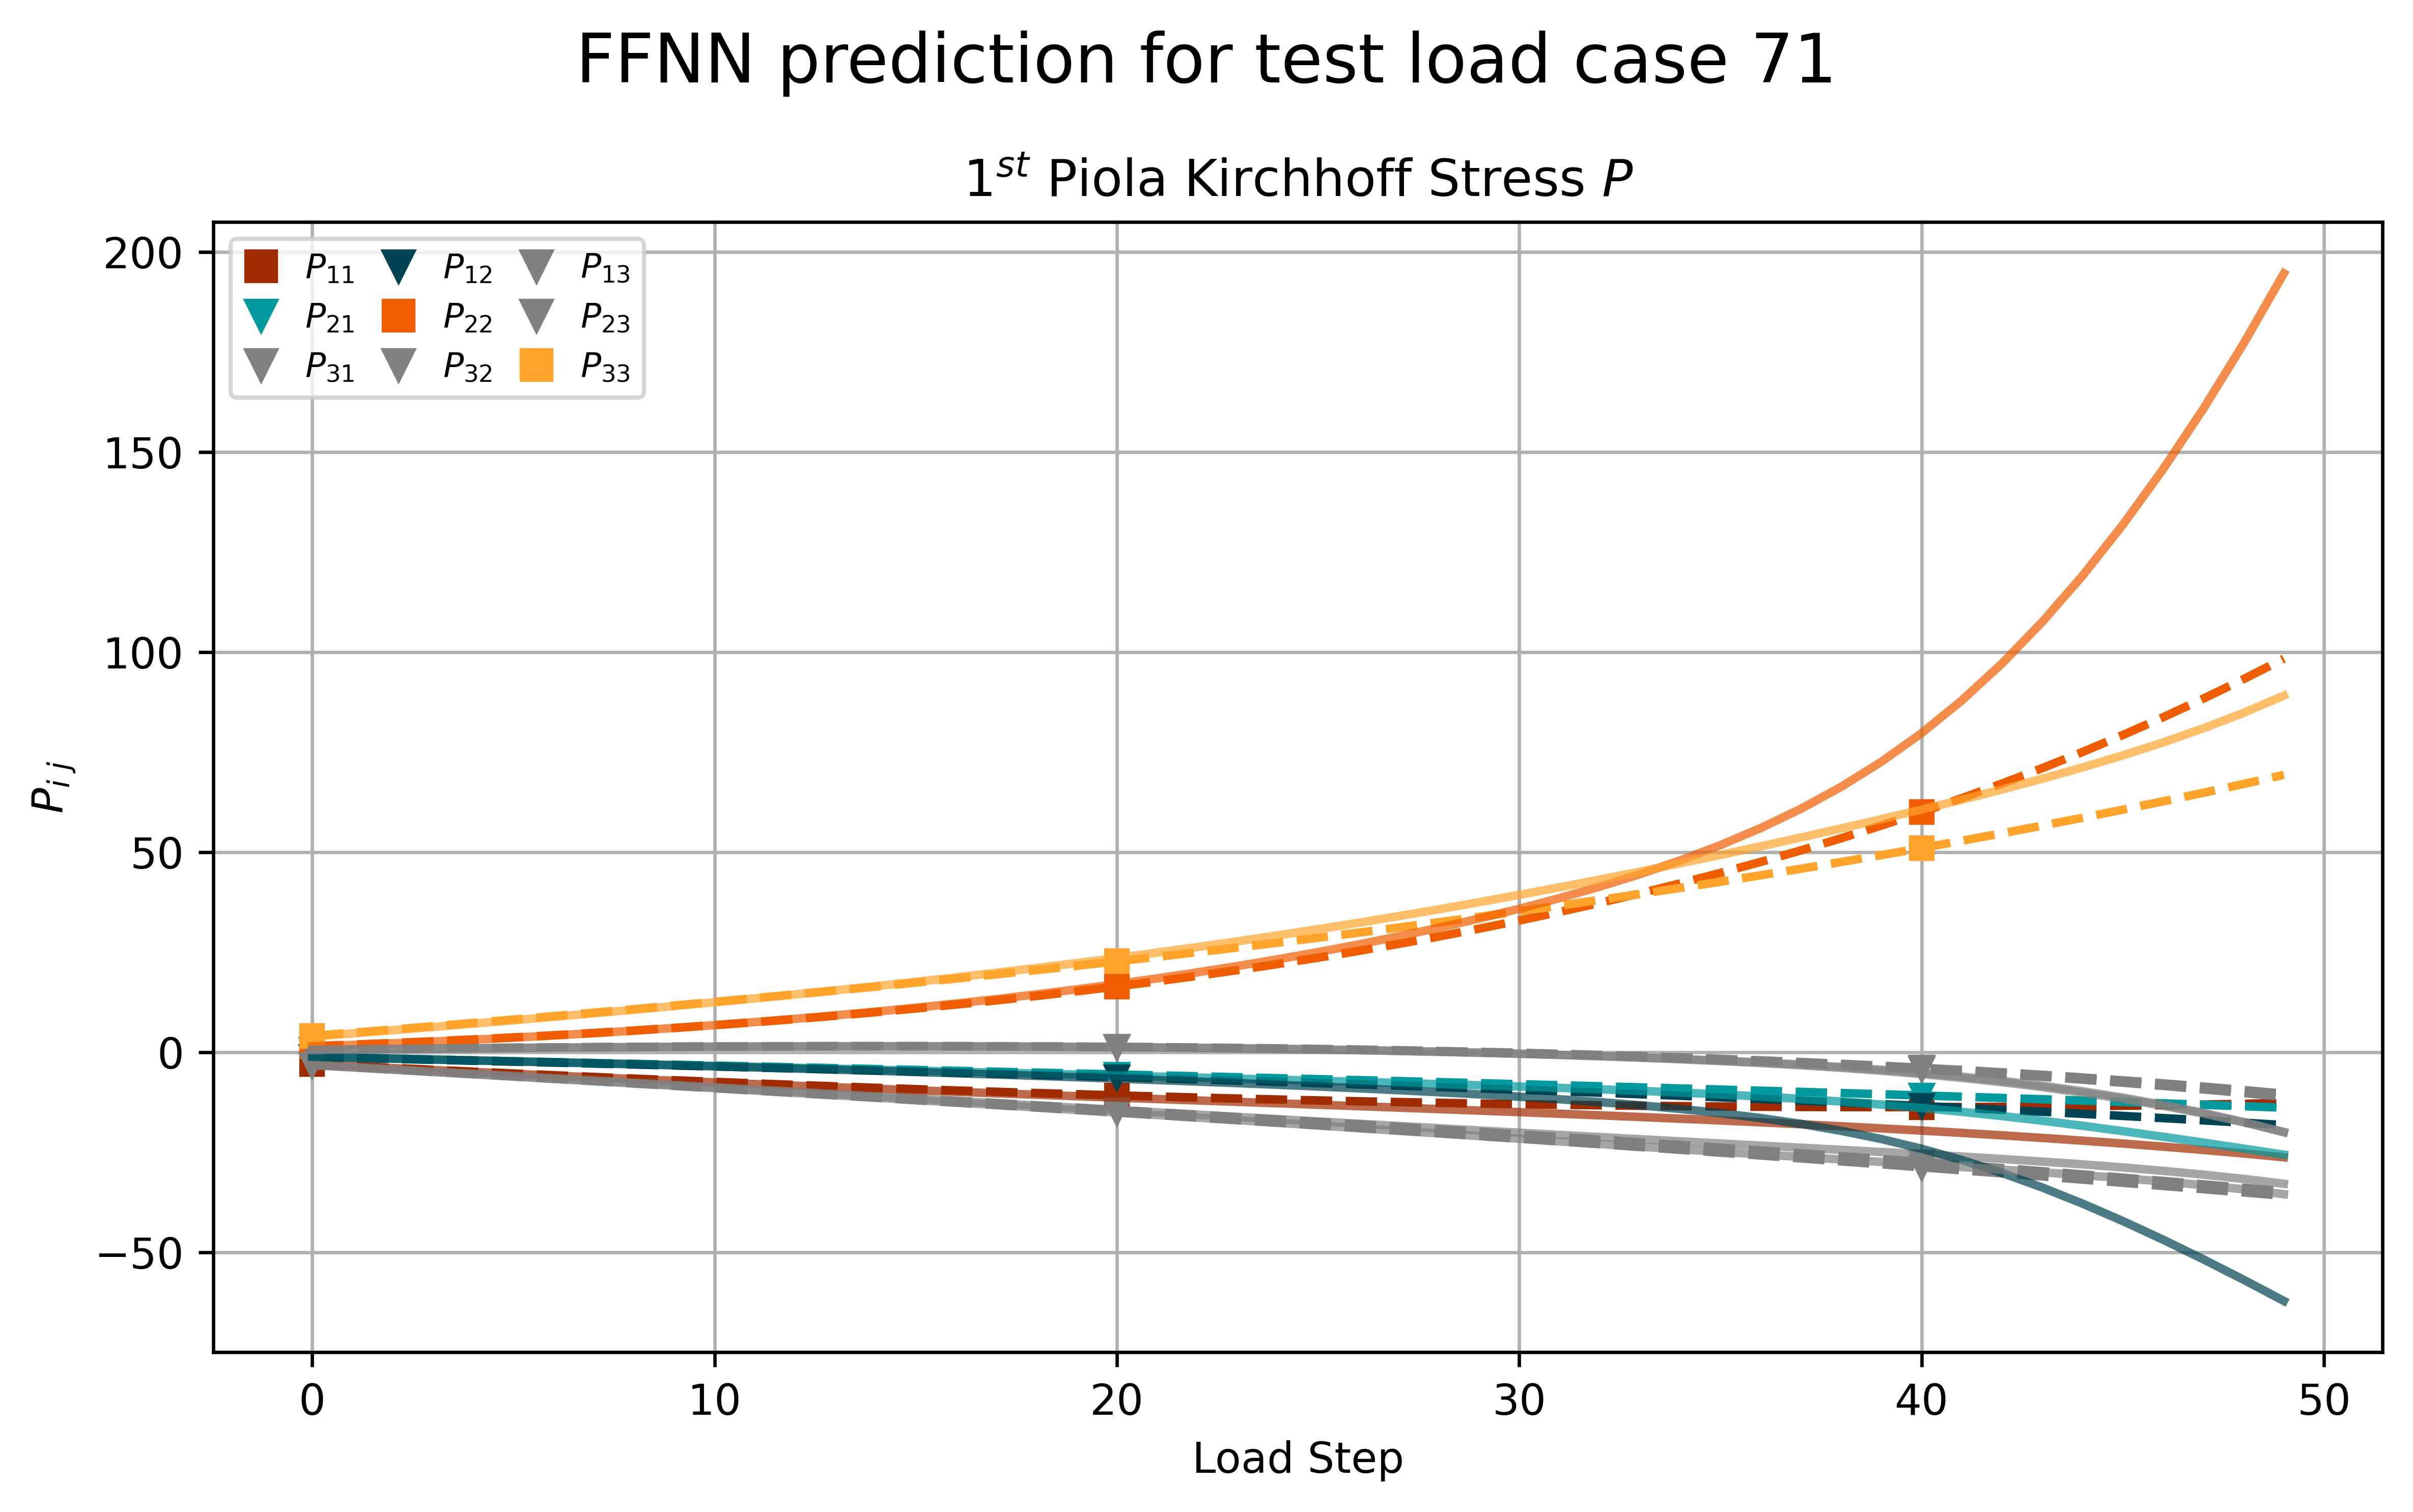 FFNN prediction for test load case 71
1st Piola Kirchhoff Stress P
200
150
100
50
0
−50
P11 P12 P13
P21 P22 P23
P31 P32 P33
Pi j
0 10 20 30 40 50
Load Step